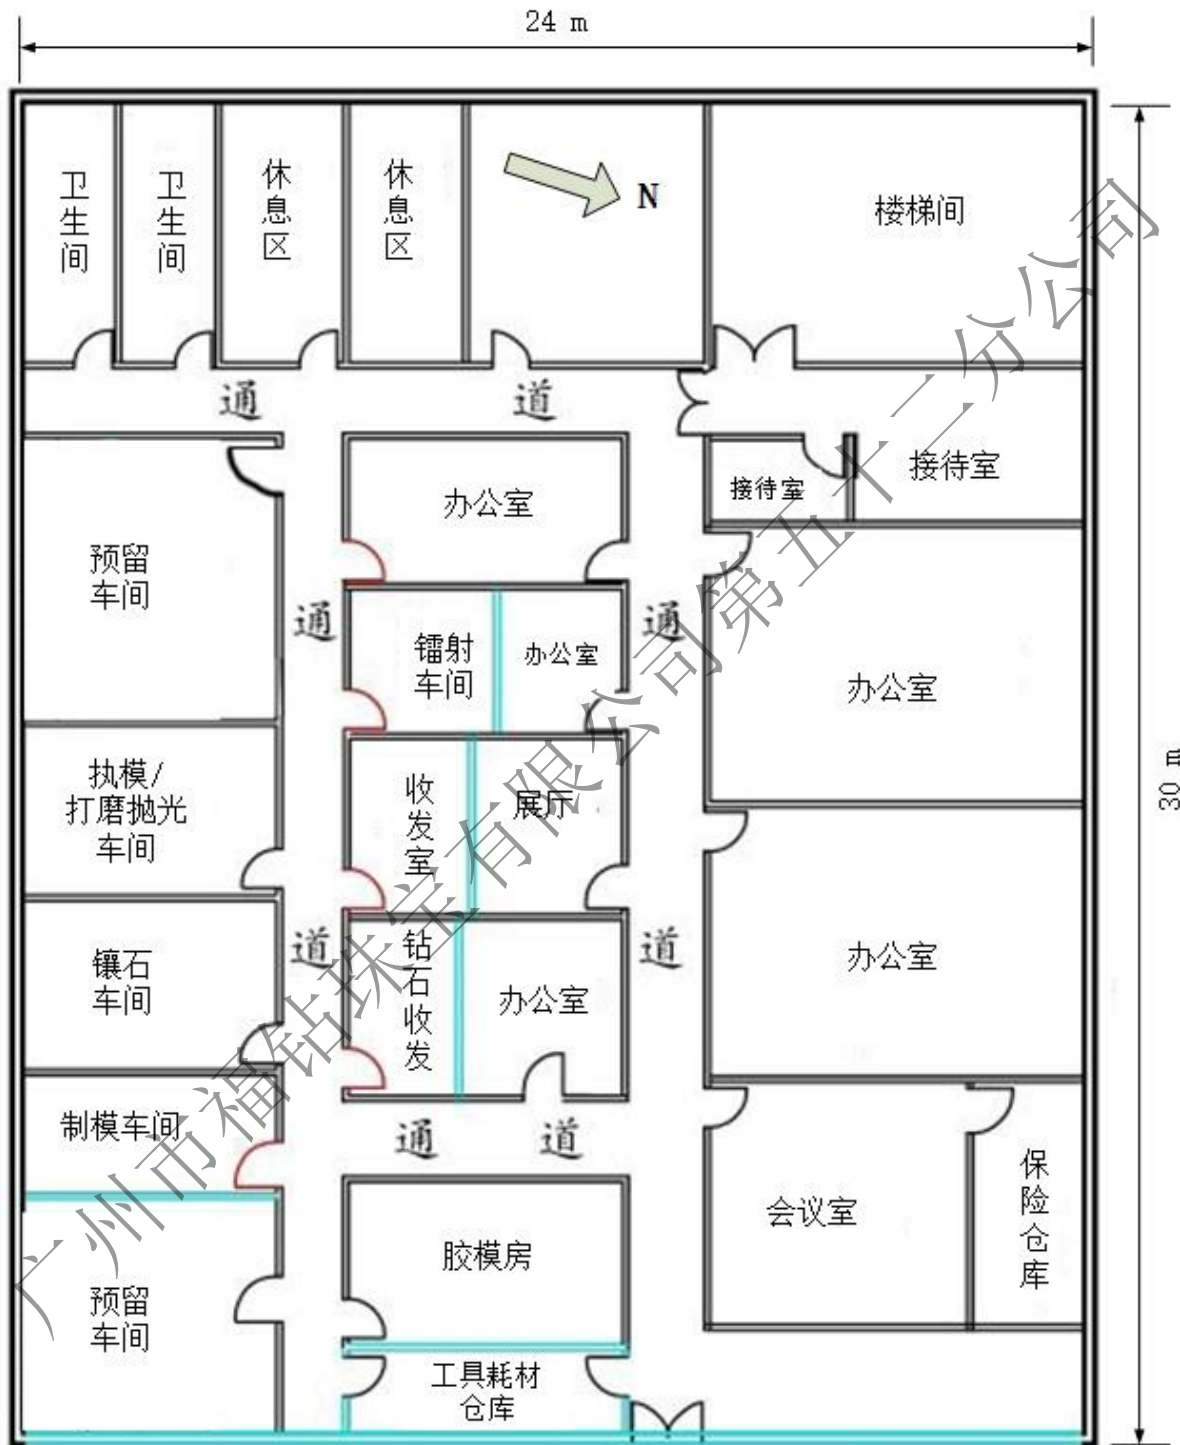 24 m
卫生间
卫生间
休息区
休息区
N
楼梯间
通
道
接待室
接待室
办公室
预留
车间
通
通
镭射
车间
办公室
办公室
执模/
打磨抛光
车间
收发室
展厅
镶石
车间
道
钻石收发
办公室
道
办公室
30 m
制模车间
通
道
会议室
保险仓库
胶模房
预留
车间
工具耗材
仓库
广州市福钻珠宝有限公司第五十二分公司